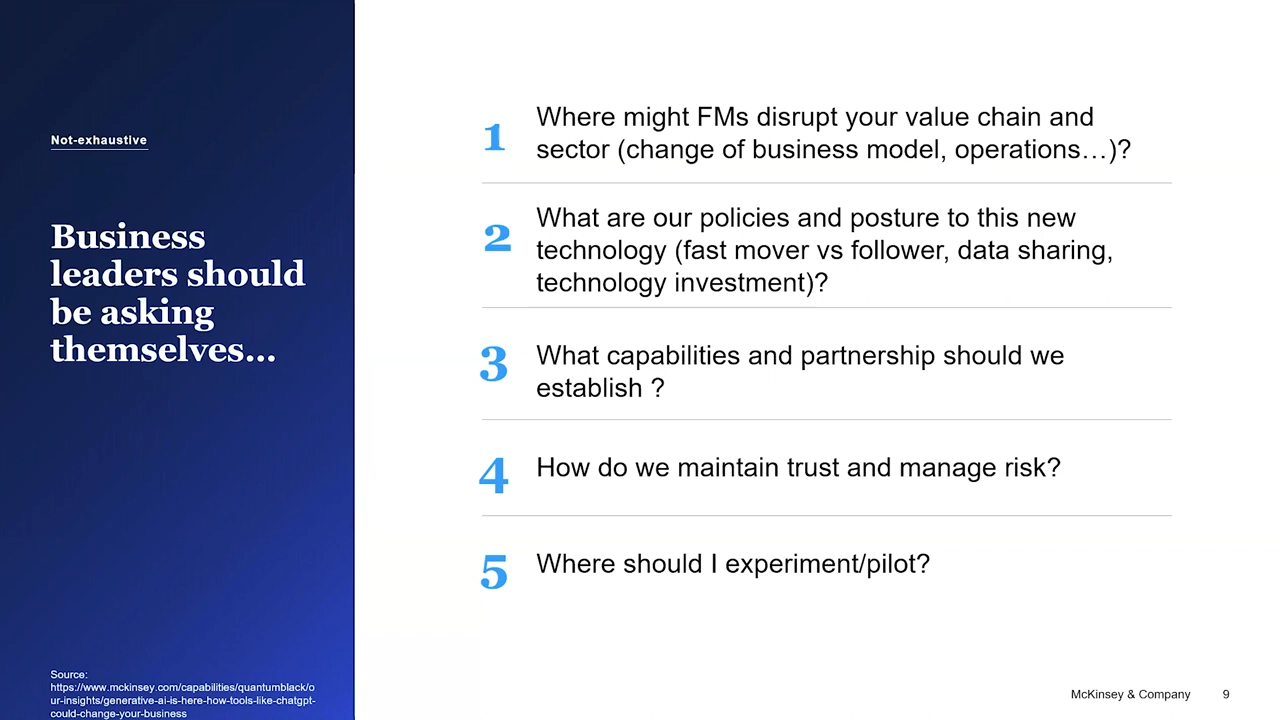 Not-exhaustive
Business
leaders should
be asking
themselves...
1
Where might FMs disrupt your value chain and
sector (change of business model, operations…)?
2
What are our policies and posture to this new
technology (fast mover vs follower, data sharing,
technology investment)?
3
What capabilities and partnership should we
establish ?
4
How do we maintain trust and manage risk?
5
Where should I experiment/pilot?
Source:
https://www.mckinsey.com/capabilities/quantumblack/o
ur-insights/generative-ai-is-here-how-tools-like-chatgpt-
could-change-your-business
McKinsey & Company 9